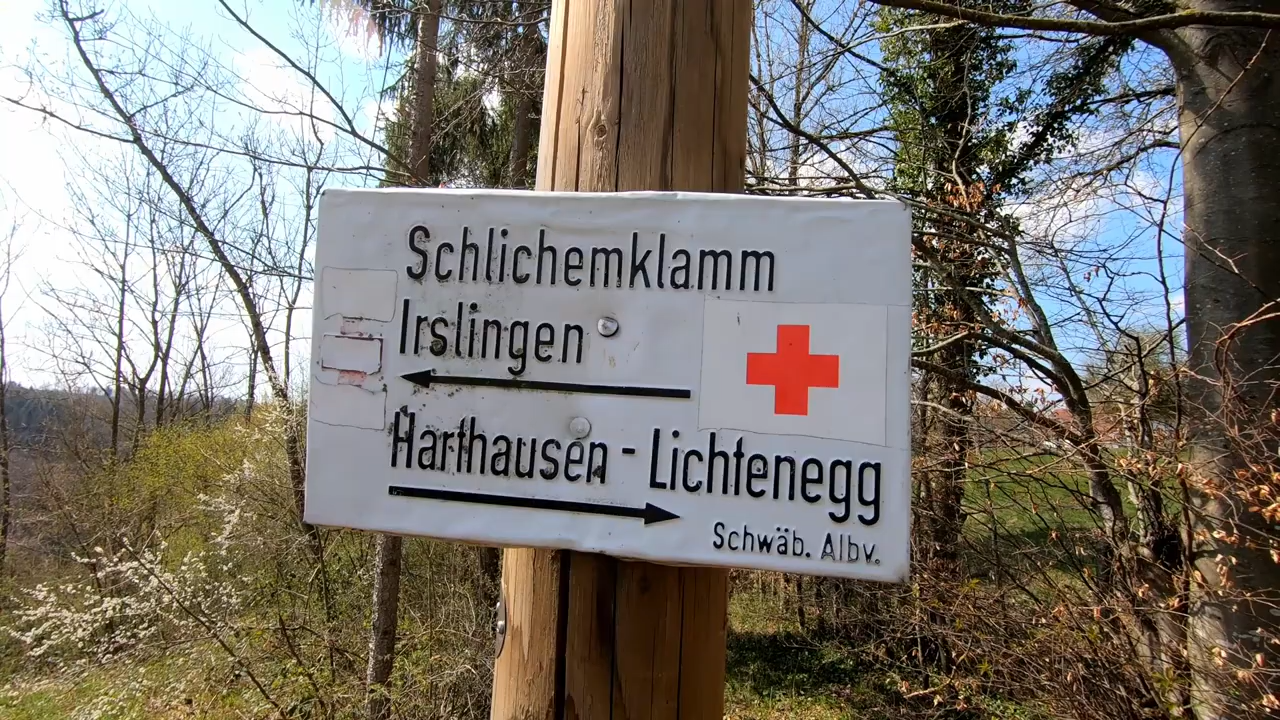 Schlichemklamm
Irslingen
Harthausen - Lichtenegg
Schwäb. Albv.